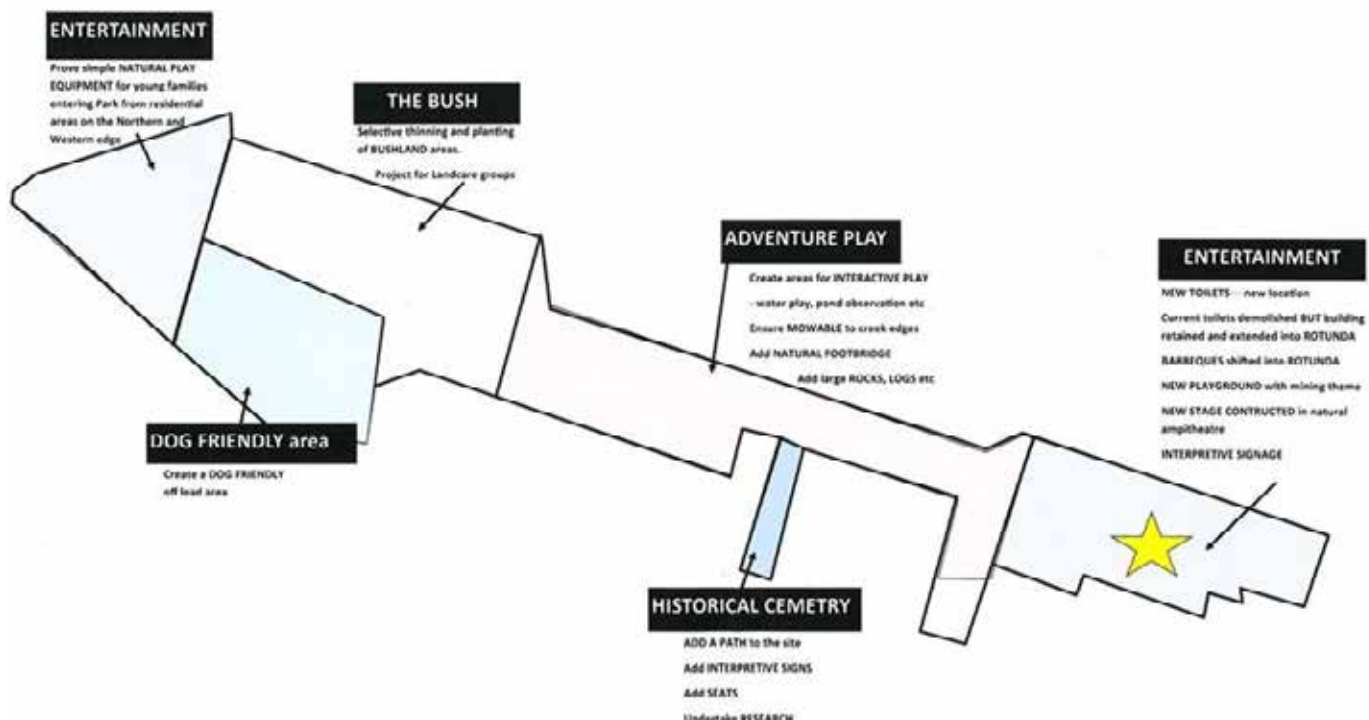 ENTERTAINMENT
Prove simple NATURAL PLAY
EQUIPMENT for young families
entering Park from residential
areas on the Northern and
Western edge
THE BUSH
Selective thinning and planting
of BUSHLAND areas.
Project for Landcare groups
DOG FRIENDLY area
Create a DOG FRIENDLY
off lead area
ADVENTURE PLAY
Create areas for INTERACTIVE PLAY
- water play, pond observation etc
Ensure MOWABLE to creek edges
Add NATURAL FOOTBRIDGE
Add large ROCKS, LOGS etc
HISTORICAL CEMETRY
ADD A PATH to the site
Add INTERPRETIVE SIGNS
Add SEATS
Undertake RESEARCH
ENTERTAINMENT
NEW TOILETS - new location
Current toilets demolished BUT building
retained and extended into ROTUNDA
BARBEQUES shifted into ROTUNDA
NEW PLAYGROUND with mining theme
NEW STAGE CONTRUCTED in natural
ampitheatre
INTERPRETIVE SIGNAGE